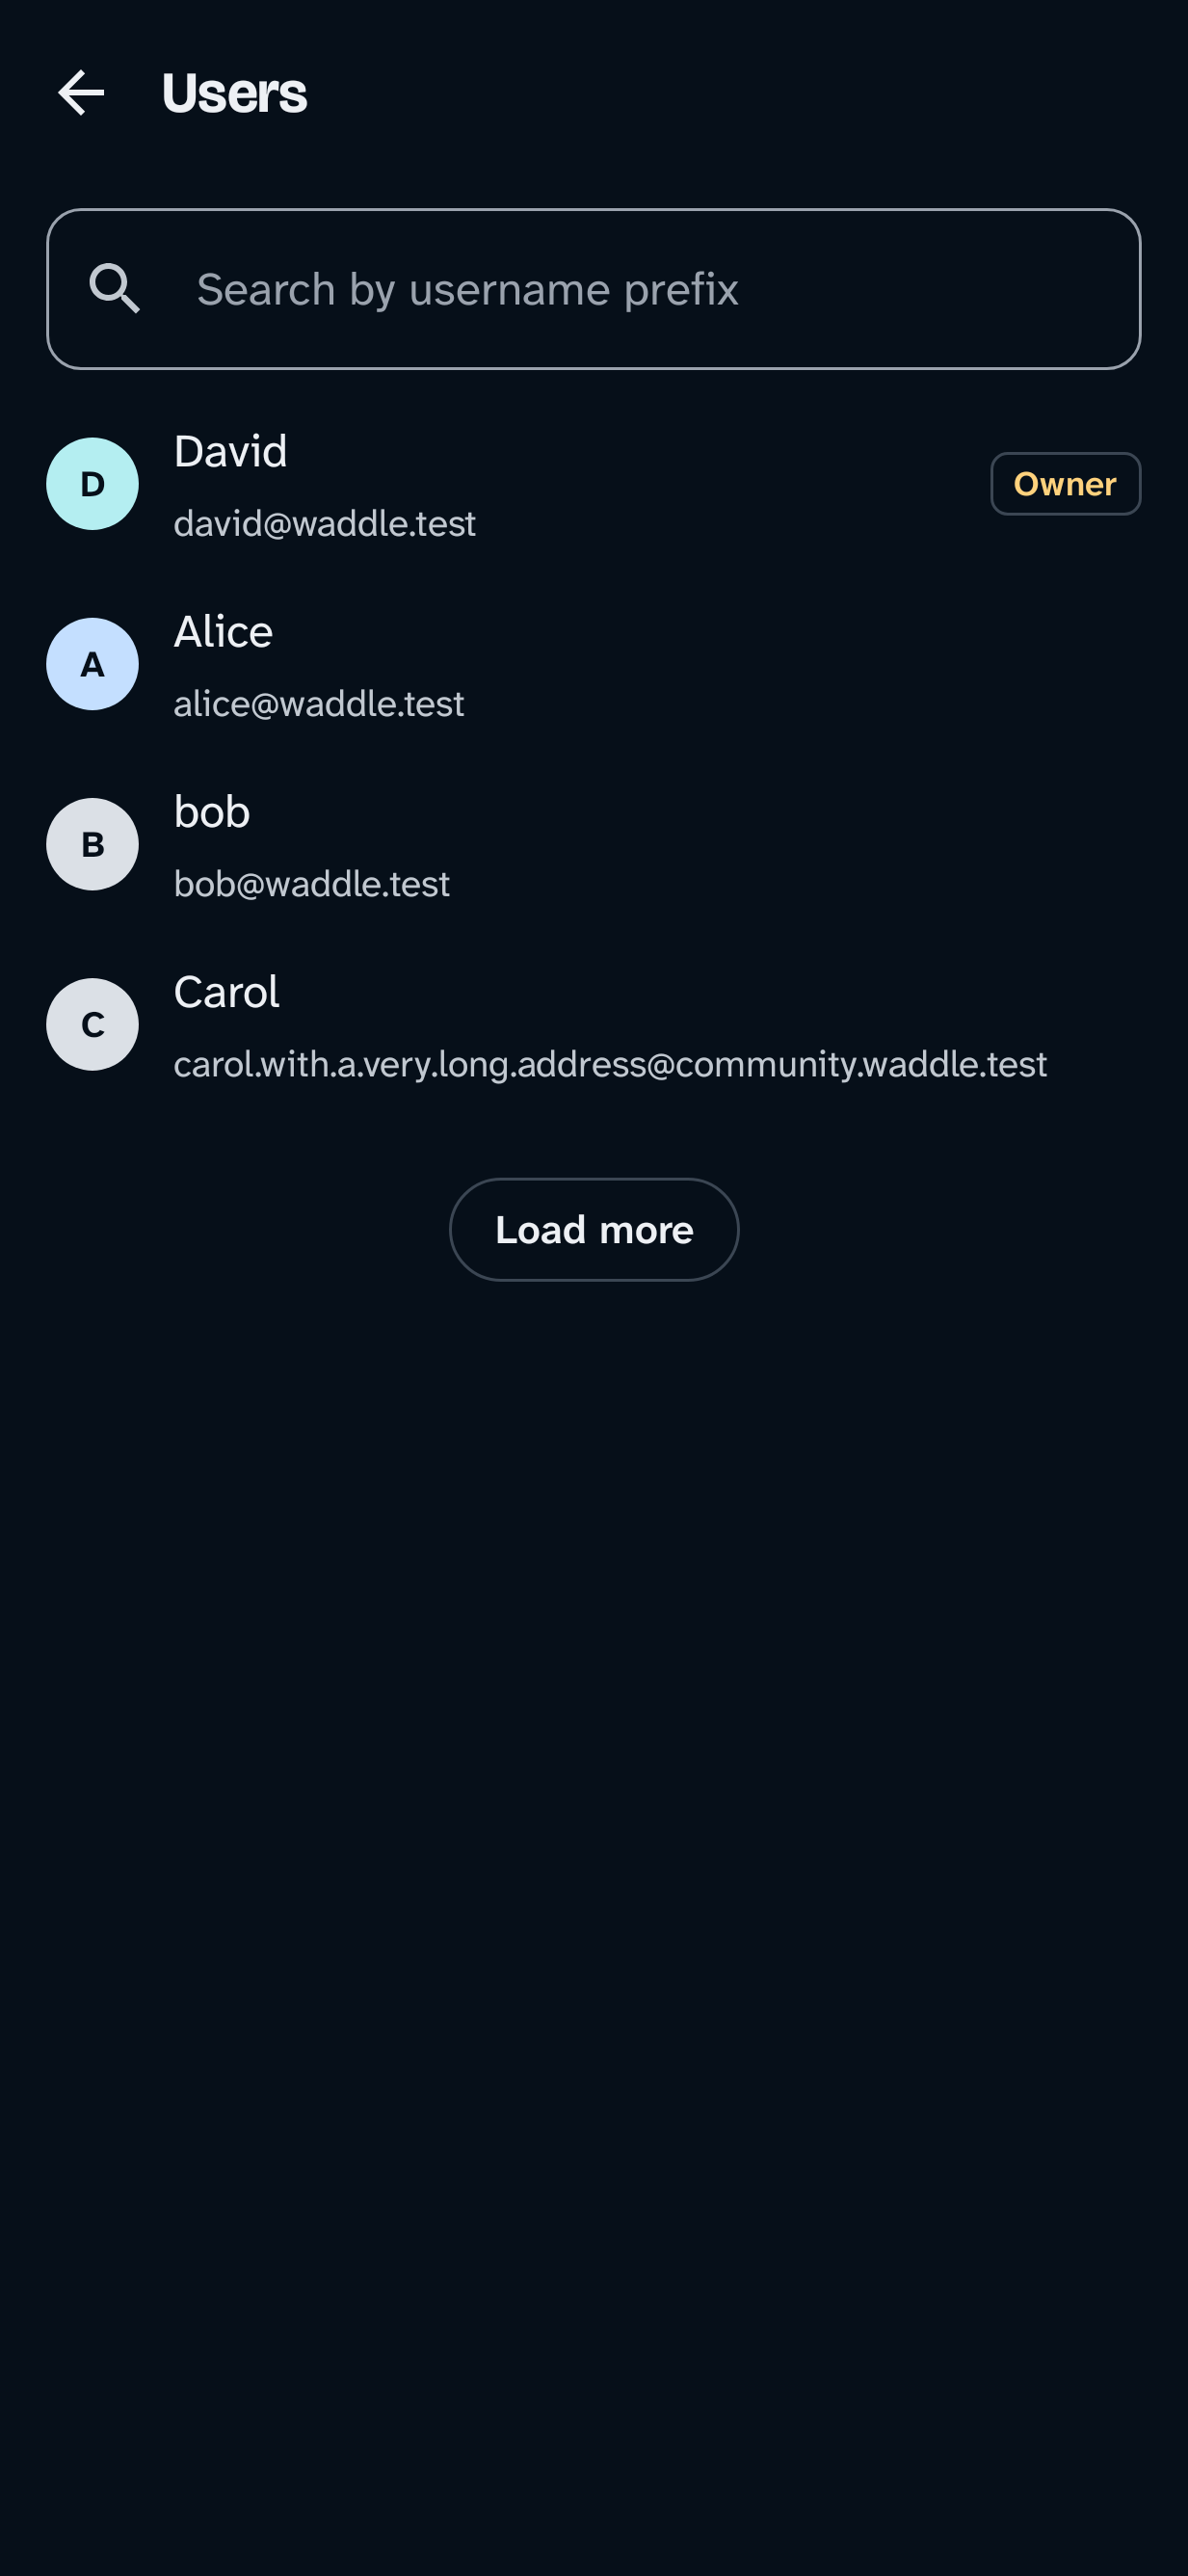 Users
Search by username prefix
D
David
david@waddle.test
Owner
A
Alice
alice@waddle.test
B
bob
bob@waddle.test
C
Carol
carol.with.a.very.long.address@community.waddle.test
Load more